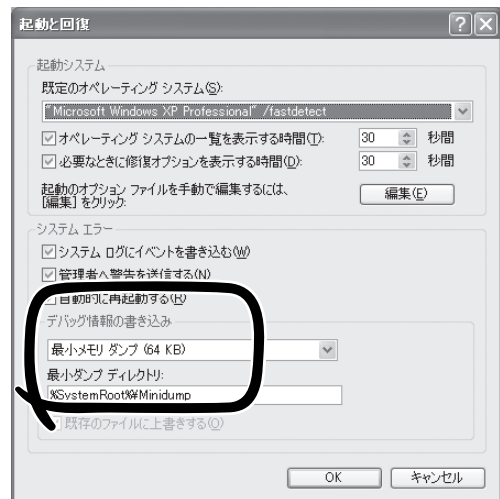 起動と回復
起動システム
既定のオペレーティング システム(S):
"Microsoft Windows XP Professional" /fastdetect
オペレーティング システムの一覧を表示する時間(T): 30 秒間
必要なときに修復オプションを表示する時間(D): 30 秒間
起動のオプション ファイルを手動で編集するには、
[編集] をクリック:
編集(E)
システム エラー
システム ログにイベントを書き込む(W)
管理者へ警告を送信する(N)
自動的に再起動する(R)
デバッグ情報の書き込み
最小メモリ ダンプ (64 KB)
最小ダンプ ディレクトリ:
%SystemRoot%¥Minidump
既存のファイルに上書きする(O)
OK キャンセル